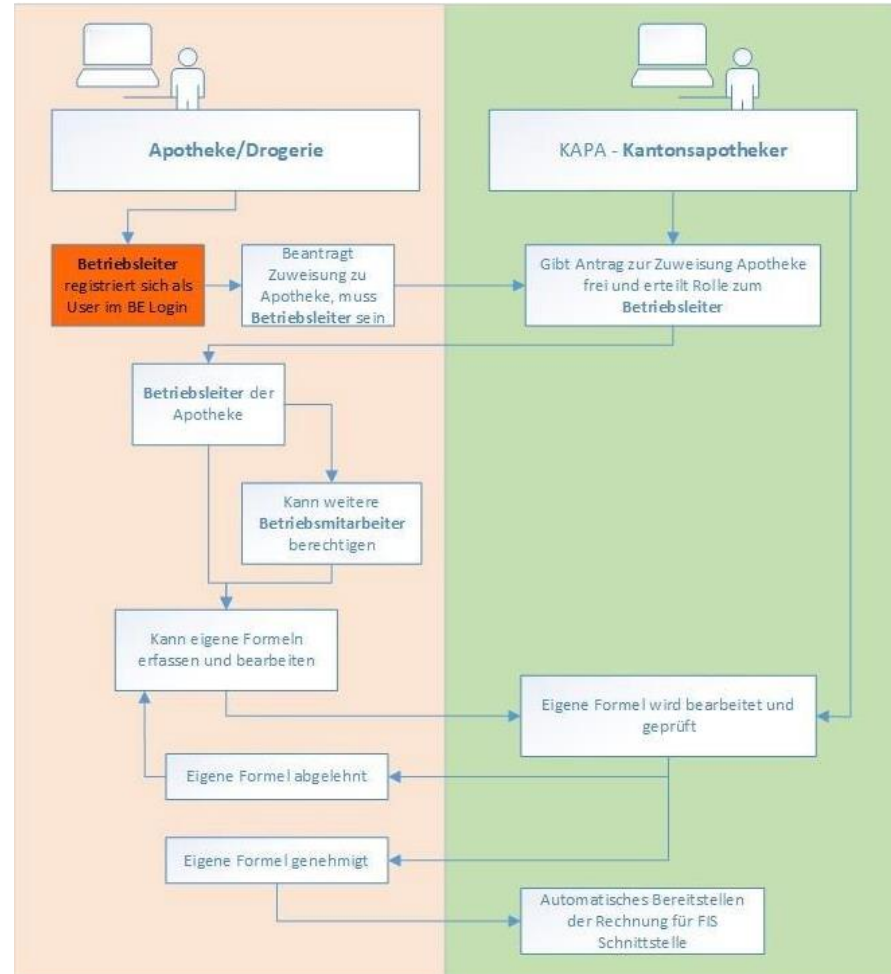 Apotheke/Drogerie
KAPA - Kantonsapotheker
Betriebsleiter
registriert sich als
User im BE Login
Beantragt
Zuweisung zu
Apotheke, muss
Betriebsleiter sein
Gibt Antrag zur Zuweisung Apotheke
frei und erteilt Rolle zum
Betriebsleiter
Betriebsleiter der
Apotheke
Kann weitere
Betriebsmitarbeiter
berechtigen
Kann eigene Formeln
erfassen und bearbeiten
Eigene Formel wird bearbeitet und
geprüft
Eigene Formel abgelehnt
Eigene Formel genehmigt
Automatisches Bereitstellen
der Rechnung für FIS
Schnittstelle